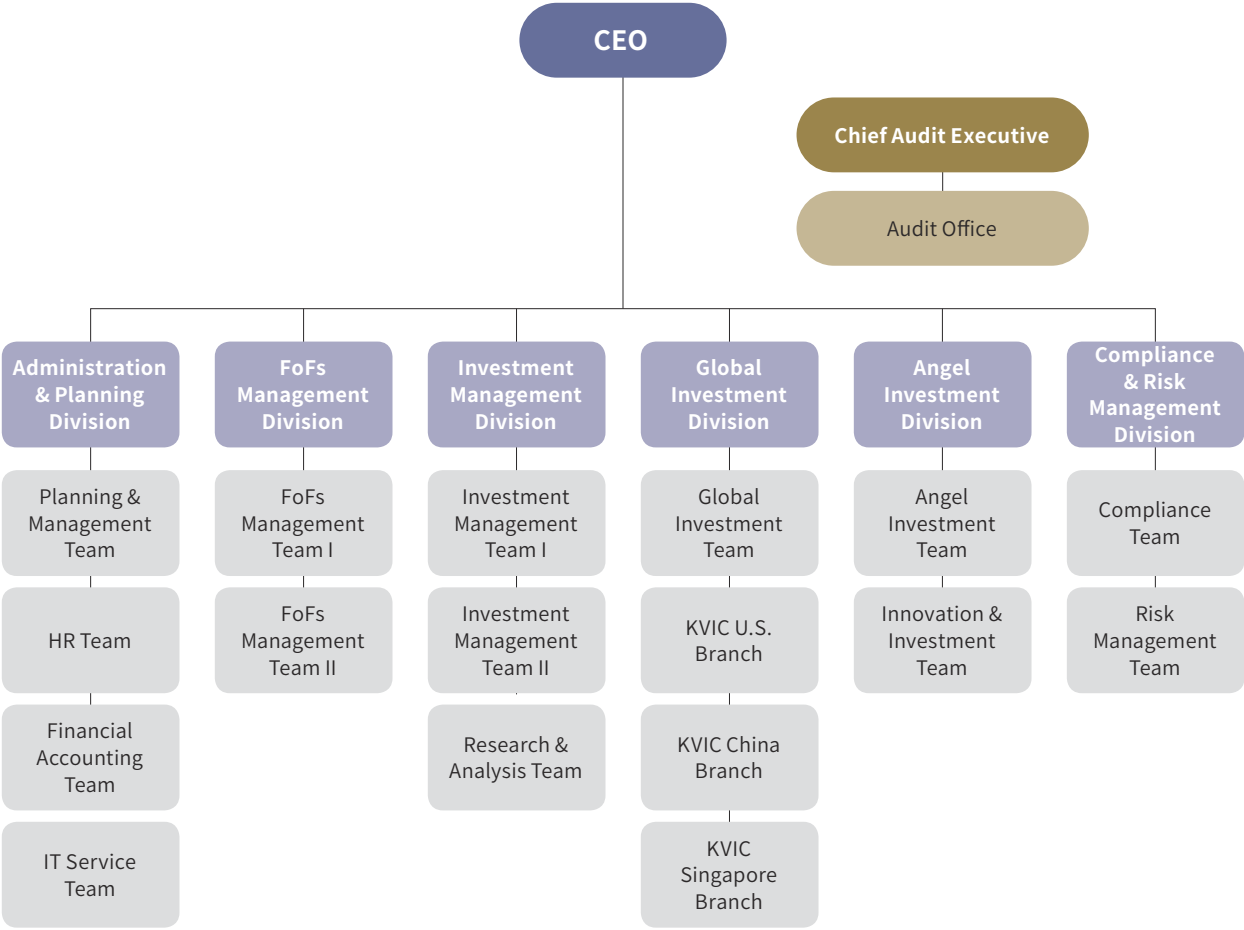 CEO
Chief Audit Executive
Audit Office
Administration
& Planning
Division
FoFs
Management
Division
Investment
Management
Division
Global
Investment
Division
Angel
Investment
Division
Compliance
& Risk
Management
Division
Planning &
Management
Team
FoFs
Management
Team I
Investment
Management
Team I
Global
Investment
Team
Angel
Investment
Team
Compliance
Team
HR Team
FoFs
Management
Team II
Investment
Management
Team II
KVIC U.S.
Branch
Innovation &
Investment
Team
Risk
Management
Team
Financial
Accounting
Team
Research &
Analysis Team
KVIC China
Branch
IT Service
Team
KVIC
Singapore
Branch